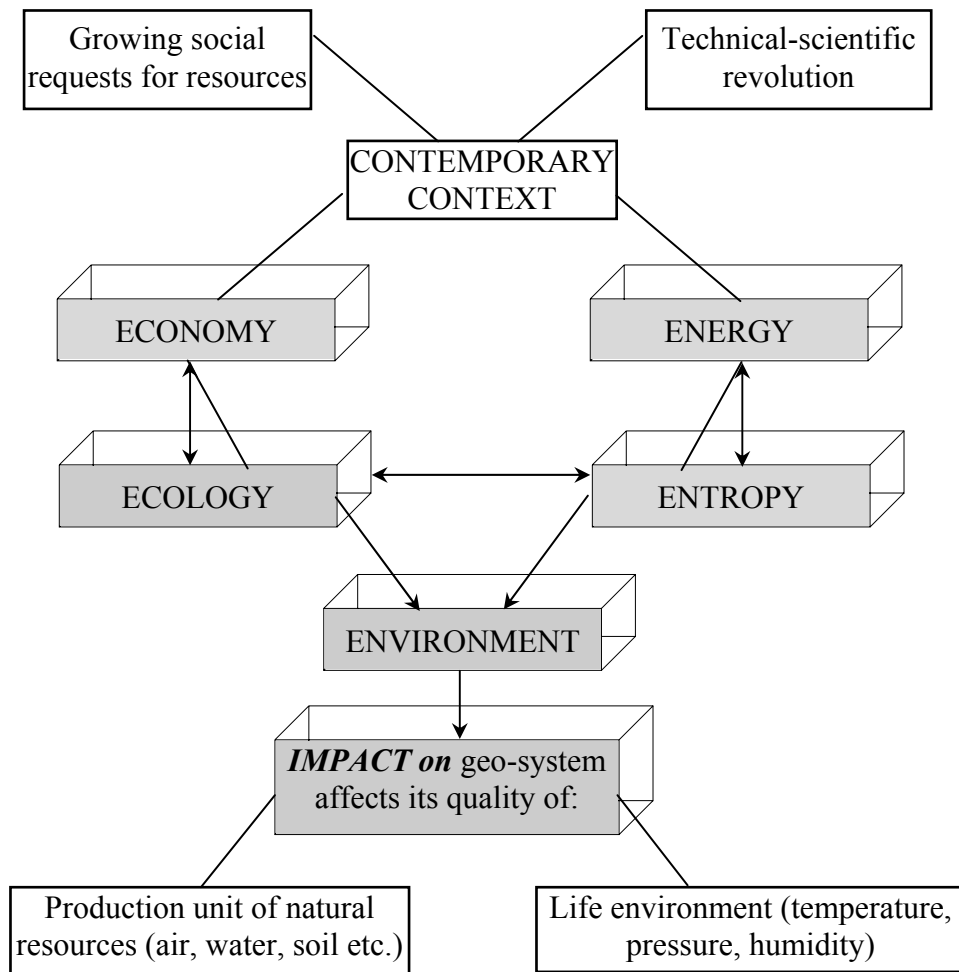 Growing social
requests for resources
Technical-scientific
revolution
CONTEMPORARY
CONTEXT
ECONOMY
ENERGY
ECOLOGY
ENTROPY
ENVIRONMENT
IMPACT on geo-system
affects its quality of:
Production unit of natural
resources (air, water, soil etc.)
Life environment (temperature,
pressure, humidity)